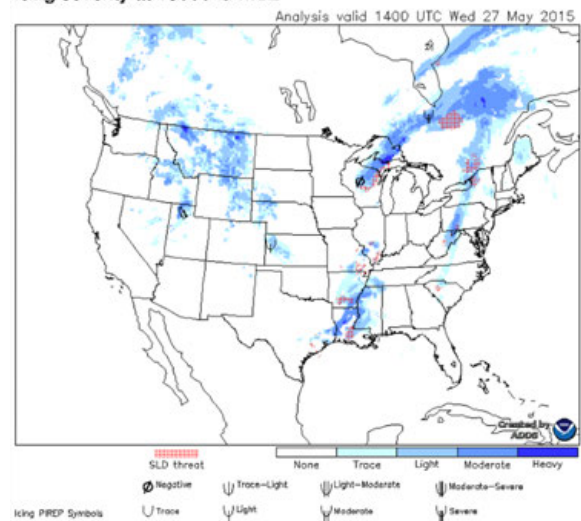 Analysis valid 1400 UTC Wed 27 May 2015
Created by
ADDS
SLD threat
None Trace Light Moderate Heavy
Negative Trace-Light Light-Moderate Moderate-Severe
Icing PIREP Symbols Trace Light Moderate Severe